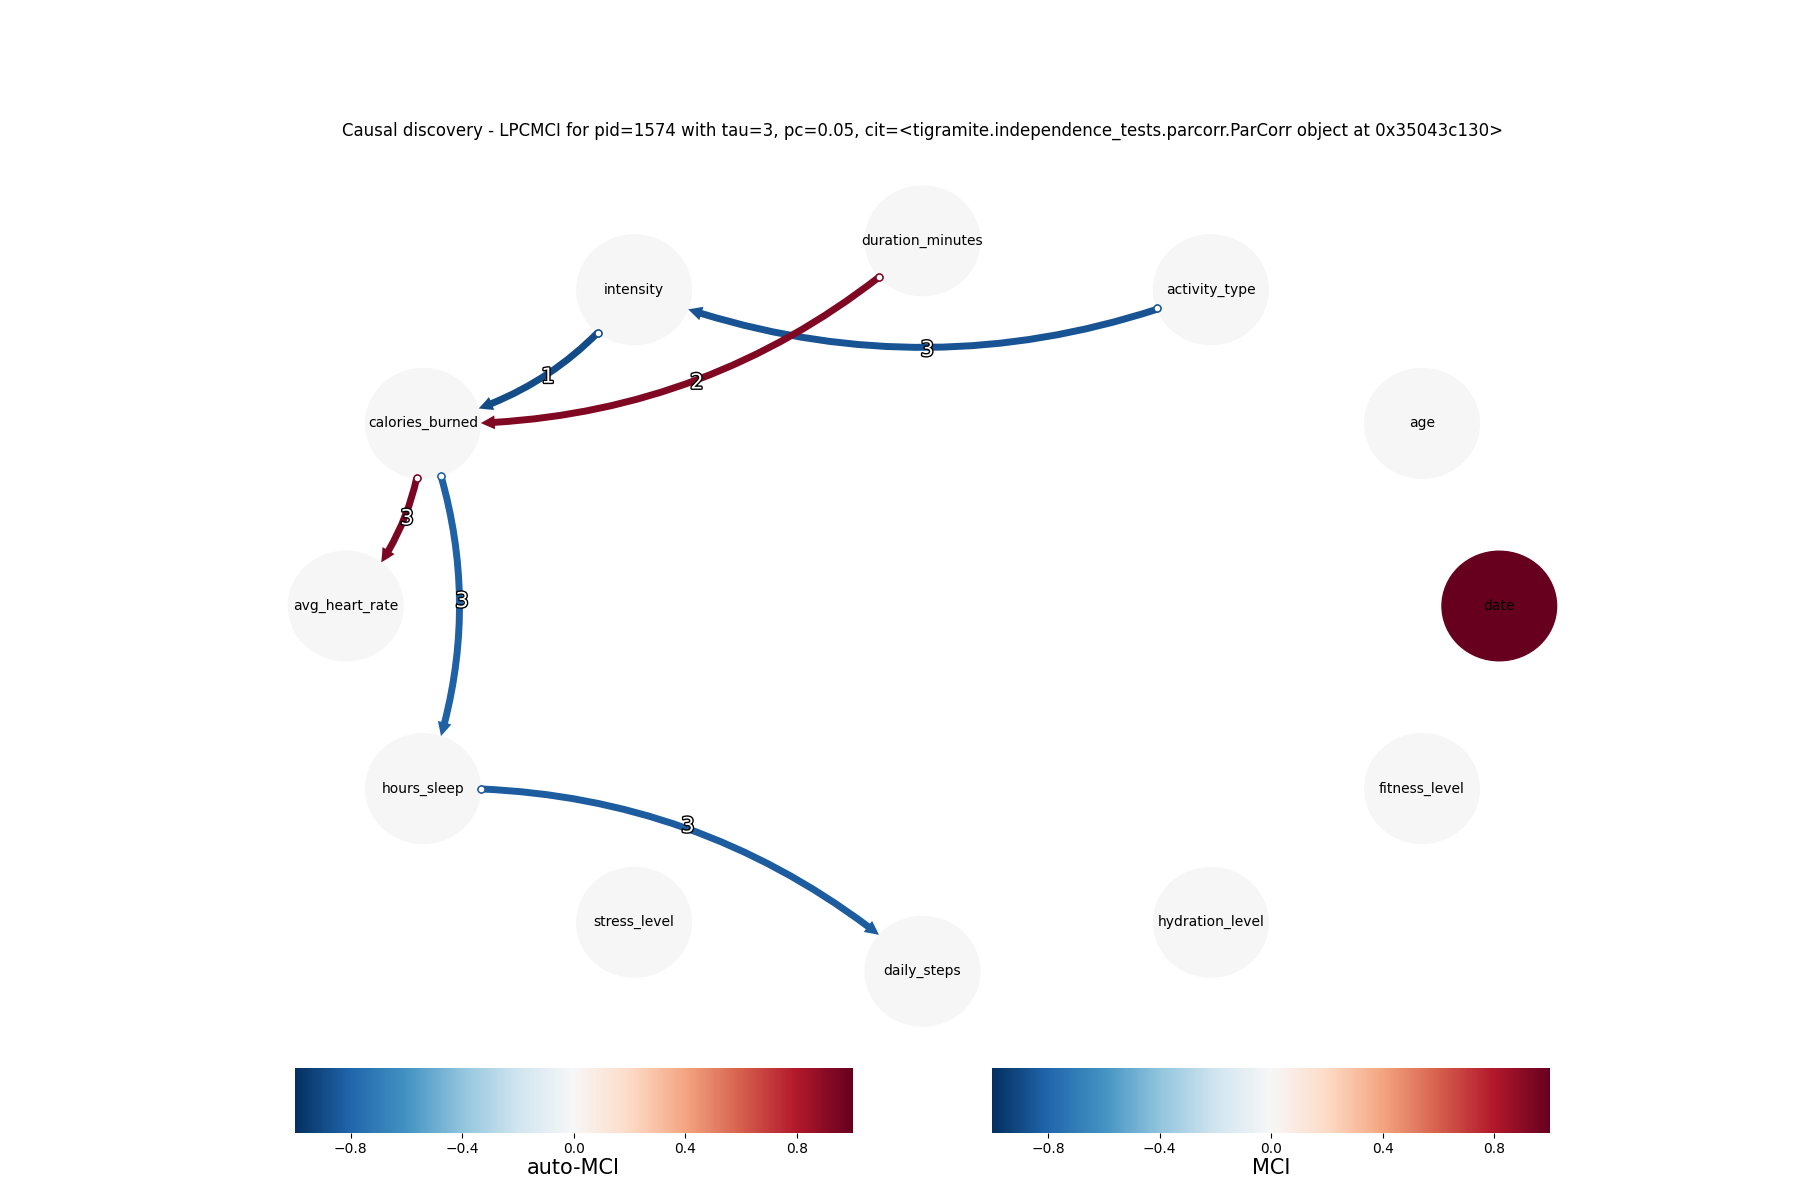 Causal discovery - LPCMCI for pid=1574 with tau=3, pc=0.05, cit=<tigramite.independence_tests.parcorr.ParCorr object at 0x35043c130>
duration_minutes
intensity
activity_type
3
1
2
calories_burned
age
3
3
avg_heart_rate
date
hours_sleep
fitness_level
3
stress_level
hydration_level
daily_steps
−0.8 −0.4 0.0 0.4 0.8
auto-MCI
−0.8 −0.4 0.0 0.4 0.8
MCI